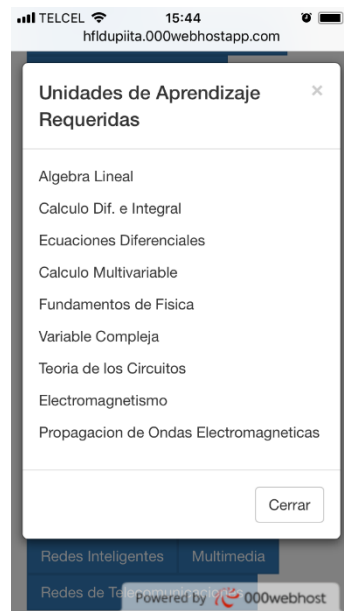 TELCEL 15:44
hfldupiita.000webhostapp.com
Unidades de Aprendizaje ×
Requeridas
Algebra Lineal
Calculo Dif. e Integral
Ecuaciones Diferenciales
Calculo Multivariable
Fundamentos de Fisica
Variable Compleja
Teoria de los Circuitos
Electromagnetismo
Propagacion de Ondas Electromagneticas
Cerrar
Redes Inteligentes Multimedia
Redes de Telecomunicaciones
Powered by 000webhost